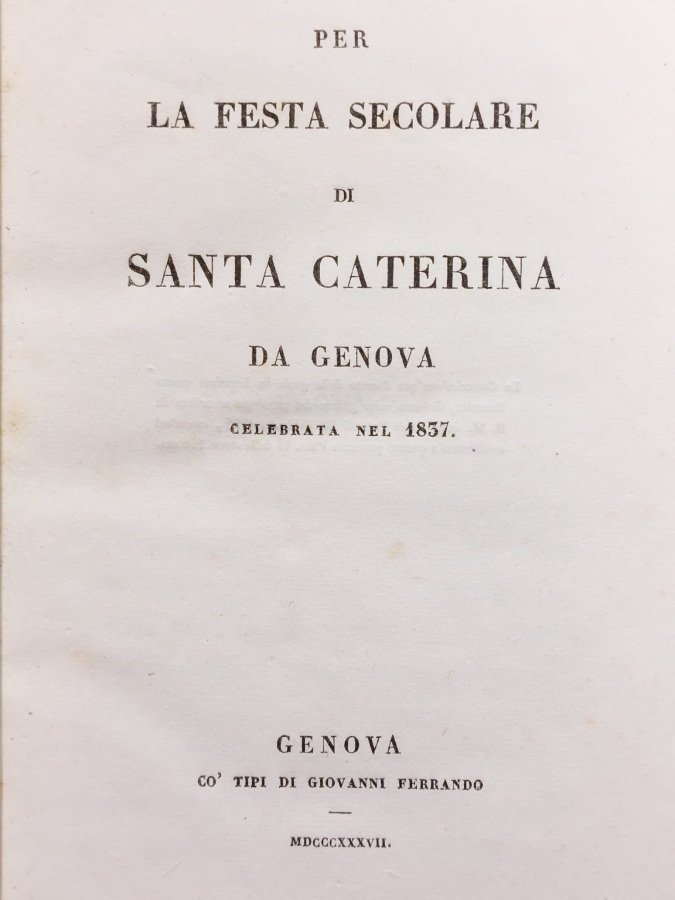 PER
LA FESTA SECOLARE
DI
SANTA CATERINA
DA GENOVA
CELEBRATA NEL 1837.
GENOVA
CO' TIPI DI GIOVANNI FERRANDO
MDCCCXXXVII.